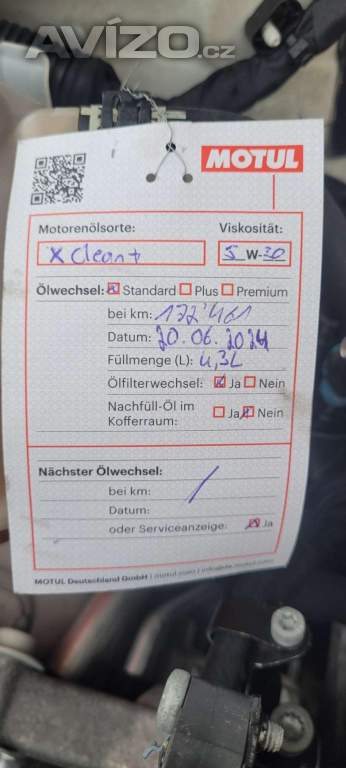 AvÍzo.cz
MOTUL
Motorenölsorte: Viskosität:
X Clean+ 5 W-30
Ölwechsel: Standard Plus Premium
bei km: 172'461
Datum: 20.06.2024
Füllmenge (L): 4,3L
Ölfilterwechsel: Ja Nein
Nachfüll-Öl im
Kofferraum: Ja Nein
Nächster Ölwechsel:
bei km:
Datum:
oder Serviceanzeige: Ja
MOTUL Deutschland GmbH | motul.com |